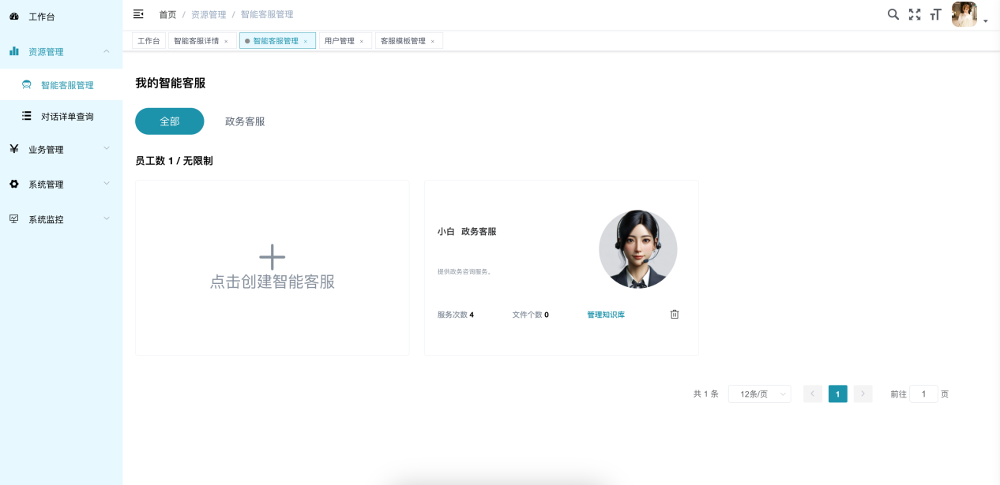 工作台
资源管理
智能客服管理
对话详单查询
业务管理
系统管理
系统监控
首页 / 资源管理 / 智能客服管理
工作台 智能客服详情 × 智能客服管理 × 用户管理 × 客服模板管理 ×
我的智能客服
全部 政务客服
员工数 1 / 无限制
点击创建智能客服
小白 政务客服
提供政务咨询服务。
服务次数 4 文件个数 0 管理知识库
共 1 条 12条/页 1 前往 1 页